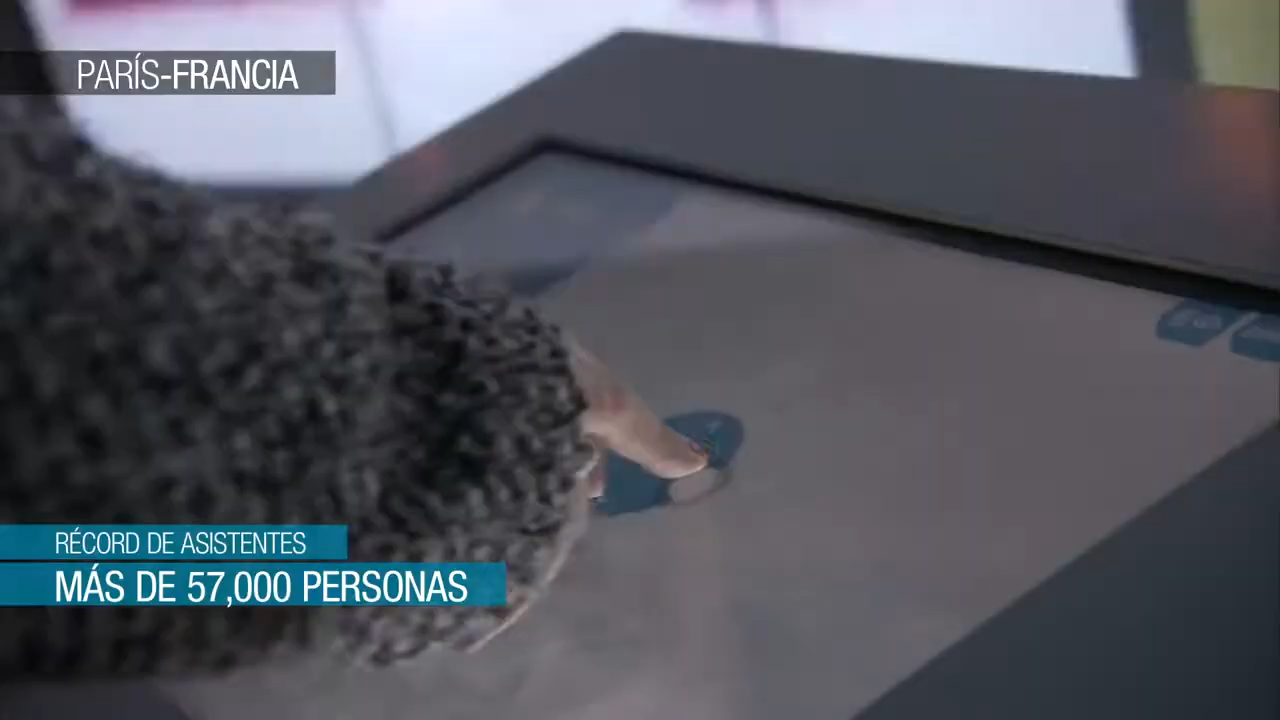 PARÍS-FRANCIA
RÉCORD DE ASISTENTES
MÁS DE 57,000 PERSONAS